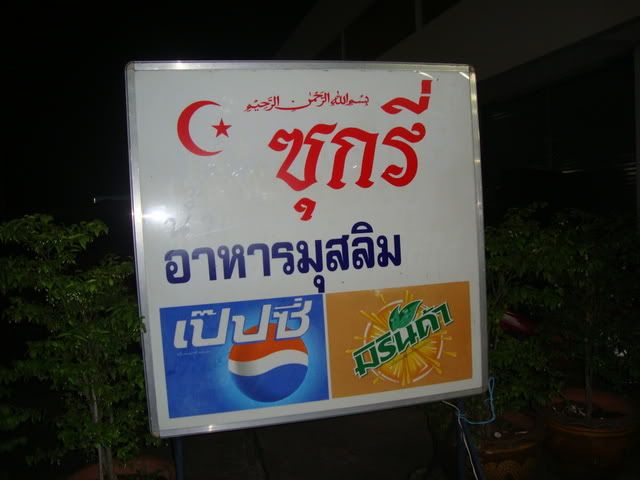 بسم الله الرحمن الرحيم
ซุกรี
อาหารมุสลิม
เป๊ปซี่
มิรินด้า